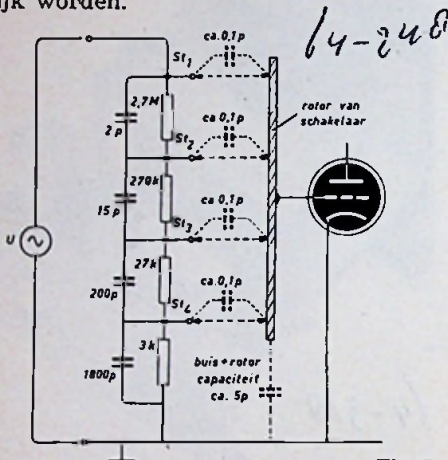 ijk worden.
14-248
ca.0,1p
St1
2,7M
2p
rotor van
schakelaar
ca.0,1p
St2
270k
15p
ca.0,1p
St3
U
27k
200p
ca.0,1p
St4
3k
1800p
buis+rotor
capaciteit
ca. 5p